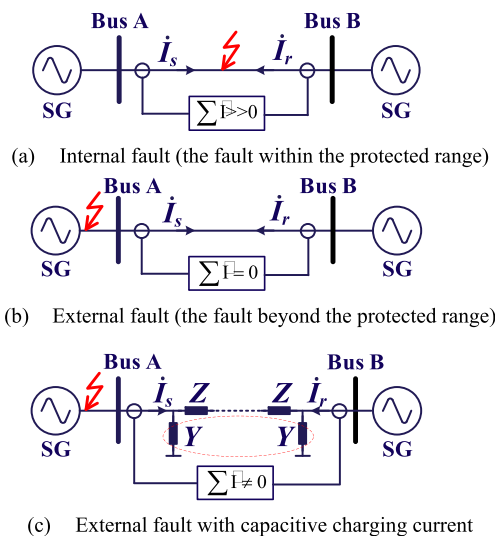 Bus A
Bus B
İs
İr
SG
SG
∑ İ>>0
(a) Internal fault (the fault within the protected range)
Bus A
Bus B
İs
İr
SG
SG
∑ İ= 0
(b) External fault (the fault beyond the protected range)
Bus A
Bus B
İs
Z
Z
İr
Y
Y
SG
SG
∑ İ≠ 0
(c) External fault with capacitive charging current